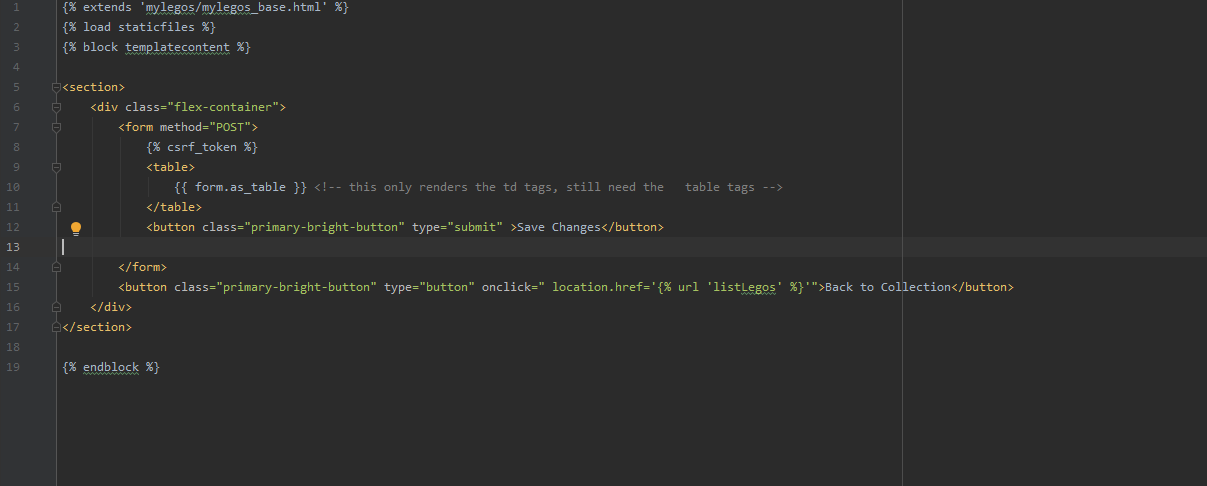 1 {% extends 'mylegos/mylegos_base.html' %}
2 {% load staticfiles %}
3 {% block templatecontent %}
4
5 <section>
6     <div class="flex-container">
7         <form method="POST">
8             {% csrf_token %}
9             <table>
10                 {{ form.as_table }} <!-- this only renders the td tags, still need the   table tags -->
11             </table>
12             <button class="primary-bright-button" type="submit" >Save Changes</button>
13
14         </form>
15         <button class="primary-bright-button" type="button" onclick=" location.href='{% url 'listLegos' %}'">Back to Collection</button>
16     </div>
17 </section>
18
19 {% endblock %}